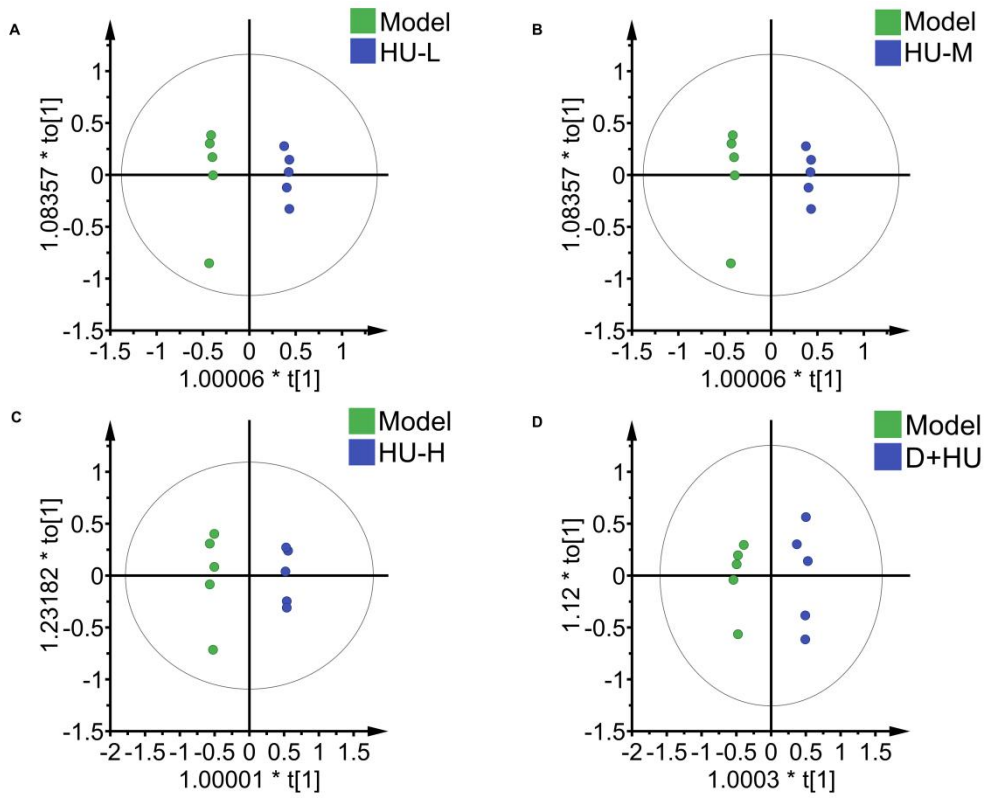 A
Model
HU-L
1.08357 * to[1]
1
0.5
0
-0.5
-1
-1.5
-1.5 -1 -0.5 0 0.5 1
1.00006 * t[1]
B
Model
HU-M
1.08357 * to[1]
1
0.5
0
-0.5
-1
-1.5
-1.5 -1 -0.5 0 0.5 1
1.00006 * t[1]
C
Model
HU-H
1.23182 * to[1]
1
0.5
0
-0.5
-1
-1.5
-2 -1.5 -1 -0.5 0 0.5 1 1.5
1.00001 * t[1]
D
Model
D+HU
1.12 * to[1]
1
0.5
0
-0.5
-1
-1.5
-2 -1.5 -1 -0.5 0 0.5 1 1.5
1.0003 * t[1]